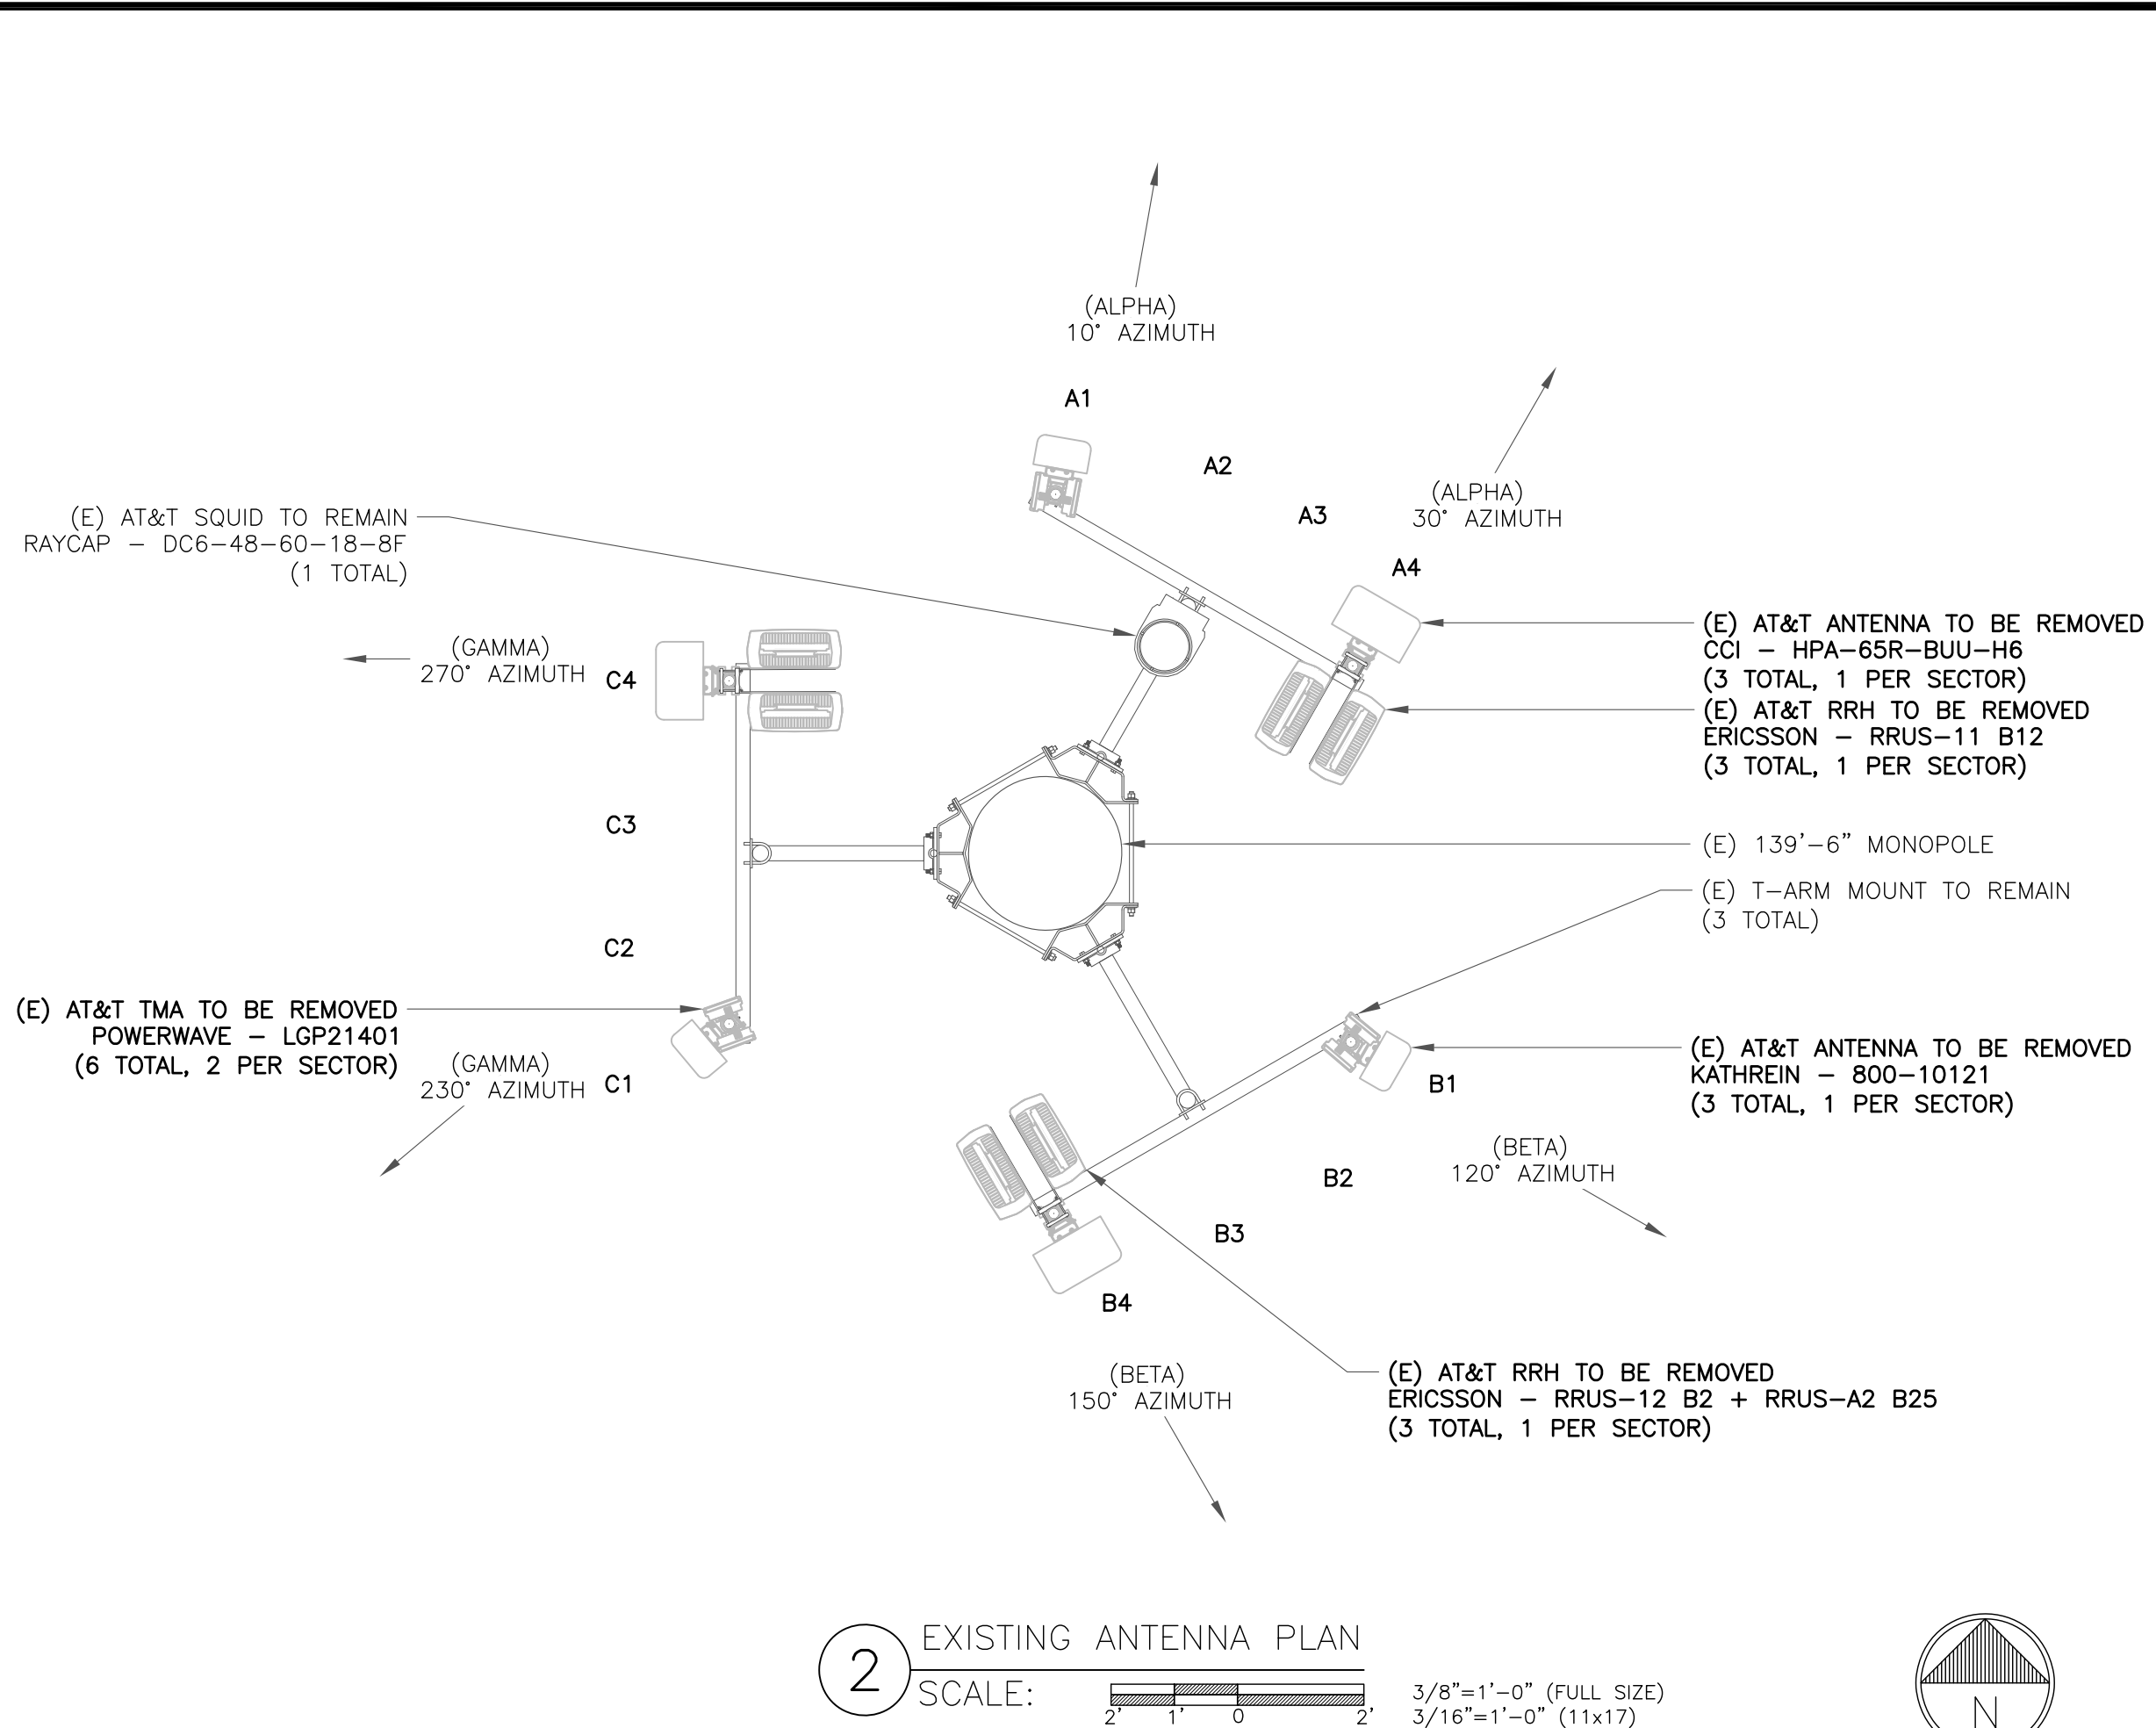 (ALPHA)
10° AZIMUTH
A1
A2
A3
(ALPHA)
30° AZIMUTH
A4
(E) AT&T SQUID TO REMAIN
RAYCAP - DC6-48-60-18-8F
(1 TOTAL)
(E) AT&T ANTENNA TO BE REMOVED
CCI - HPA-65R-BUU-H6
(3 TOTAL, 1 PER SECTOR)
(E) AT&T RRH TO BE REMOVED
ERICSSON - RRUS-11 B12
(3 TOTAL, 1 PER SECTOR)
(GAMMA)
270° AZIMUTH
C4
C3
(E) 139'-6" MONOPOLE
(E) T-ARM MOUNT TO REMAIN
(3 TOTAL)
C2
(E) AT&T TMA TO BE REMOVED
POWERWAVE - LGP21401
(6 TOTAL, 2 PER SECTOR)
(GAMMA)
230° AZIMUTH
C1
(E) AT&T ANTENNA TO BE REMOVED
KATHREIN - 800-10121
(3 TOTAL, 1 PER SECTOR)
B1
(BETA)
120° AZIMUTH
B2
B3
B4
(BETA)
150° AZIMUTH
(E) AT&T RRH TO BE REMOVED
ERICSSON - RRUS-12 B2 + RRUS-A2 B25
(3 TOTAL, 1 PER SECTOR)
2
EXISTING ANTENNA PLAN
SCALE:
2' 1' 0 2'
3/8"=1'-0" (FULL SIZE)
3/16"=1'-0" (11x17)
N